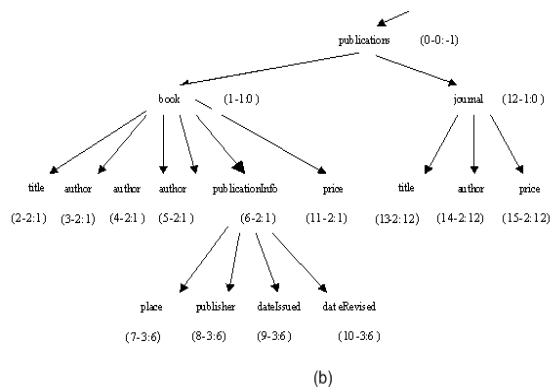 publications (0-0:-1)
book (1-1:0) journal (12-1:0)
title author author author publicationInfo price title author price
(2-2:1) (3-2:1) (4-2:1) (5-2:1) (6-2:1) (11-2:1) (13-2:12) (14-2:12) (15-2:12)
place publisher dateIssued dateRevised
(7-3:6) (8-3:6) (9-3:6) (10-3:6)
(b)